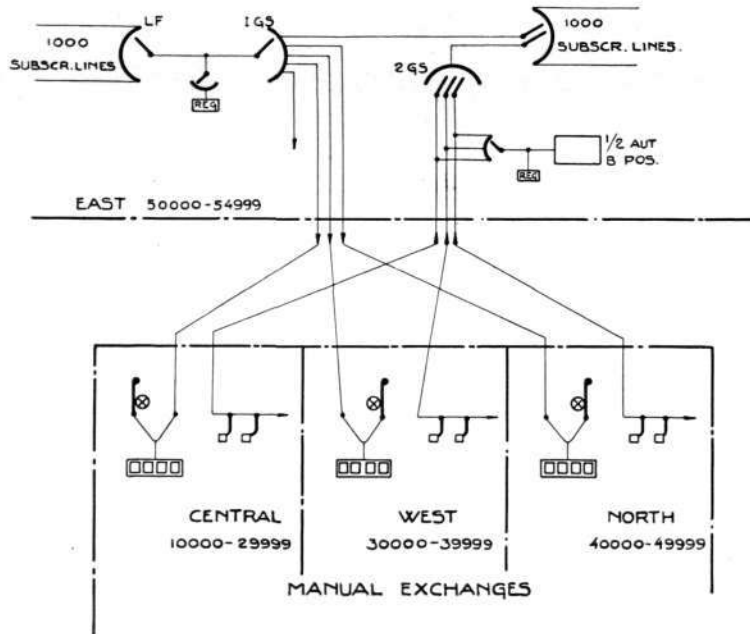 LF
1GS
1000
SUBSCR. LINES
REG
2GS
1000
SUBSCR. LINES.
1/2 AUT
B POS.
REG
EAST 50000-54999
CENTRAL
10000-29999
WEST
30000-39999
NORTH
40000-49999
MANUAL EXCHANGES